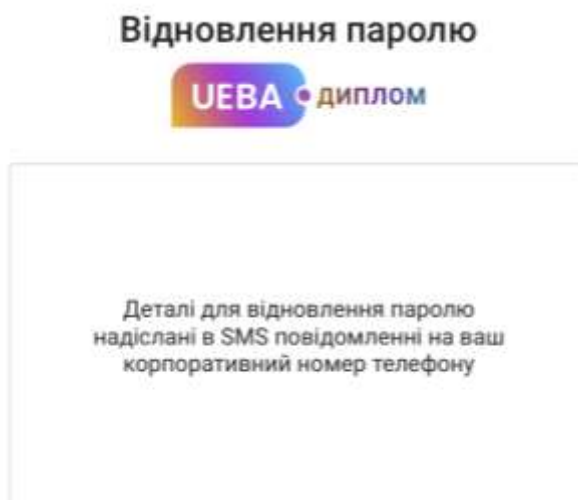 Відновлення паролю
UEBA диплом
Деталі для відновлення паролю
надіслані в SMS повідомленні на ваш
корпоративний номер телефону